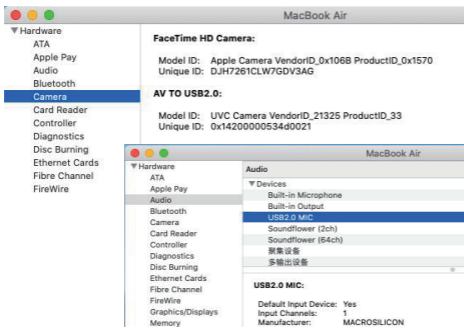 MacBook Air
Hardware
ATA
Apple Pay
Audio
Bluetooth
Camera
Card Reader
Controller
Diagnostics
Disc Burning
Ethernet Cards
Fibre Channel
FireWire
FaceTime HD Camera:
Model ID: Apple Camera VendorID_0x106B ProductID_0x1570
Unique ID: DJH7261CLW7GDV3AG
AV TO USB2.0:
Model ID: UVC Camera VendorID_21325 ProductID_33
Unique ID: 0x14200000534d0021
MacBook Air
Hardware
ATA
Apple Pay
Audio
Bluetooth
Camera
Card Reader
Controller
Diagnostics
Disc Burning
Ethernet Cards
Fibre Channel
FireWire
Graphics/Displays
Memory
Audio
Devices
Built-in Microphone
Built-in Output
USB2.0 MIC
Soundflower (2ch)
Soundflower (64ch)
聚集设备
多输出设备
USB2.0 MIC:
Default Input Device: Yes
Input Channels: 1
Manufacturer: MACROSILICON